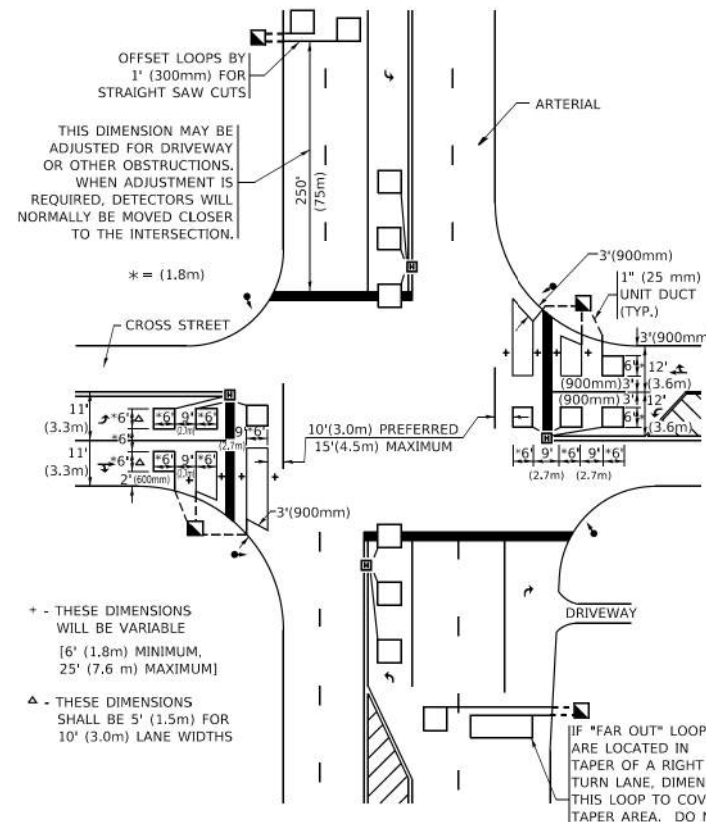 OFFSET LOOPS BY
1' (300mm) FOR
STRAIGHT SAW CUTS
THIS DIMENSION MAY BE
ADJUSTED FOR DRIVEWAY
OR OTHER OBSTRUCTIONS.
WHEN ADJUSTMENT IS
REQUIRED, DETECTORS WILL
NORMALLY BE MOVED CLOSER
TO THE INTERSECTION.
250'
(75m)
ARTERIAL
* = (1.8m)
CROSS STREET
3'(900mm)
1" (25 mm)
UNIT DUCT
(TYP.)
3'(900mm
H
6' 12'
(3.6m)
(900mm) 3'
(900mm) 3' 12'
6'
(3.6m)
H
*6' 9' *6' 9' *6'
(2.7m) (2.7m)
10'(3.0m) PREFERRED
15'(4.5m) MAXIMUM
H
11'
(3.3m)
*6' Δ *6' 9' *6'
9' *6'
(2.7m)
*6'
11'
(3.3m)
*6' Δ *6' 9' *6'
2' (600mm)
3'(900mm)
H
+ - THESE DIMENSIONS
WILL BE VARIABLE
[6' (1.8m) MINIMUM,
25' (7.6 m) MAXIMUM]
Δ - THESE DIMENSIONS
SHALL BE 5' (1.5m) FOR
10' (3.0m) LANE WIDTHS
DRIVEWAY
IF "FAR OUT" LOOP
ARE LOCATED IN
TAPER OF A RIGHT
TURN LANE, DIMEN
THIS LOOP TO COV
TAPER AREA. DO N